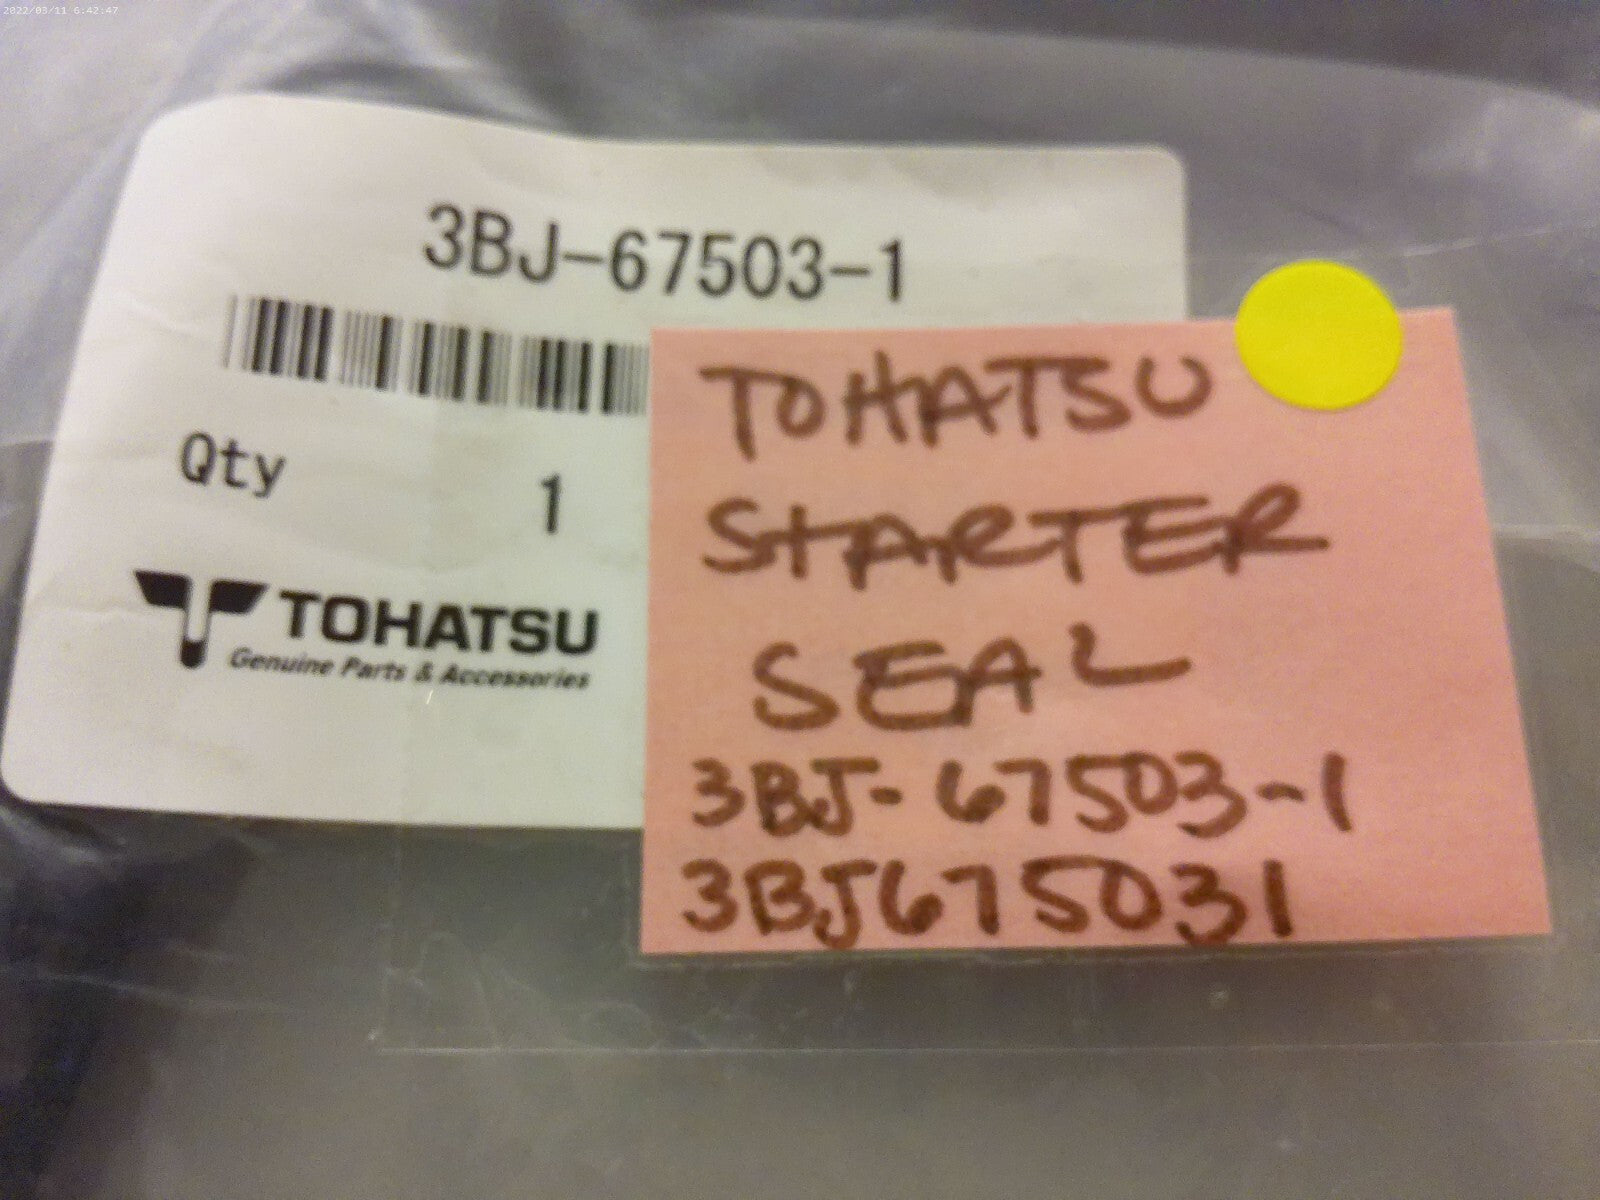 2022/03/11 6:42:47
3BJ-67503-1
Qty 1
TOHATSU
Genuine Parts & Accessories
TOHATSU
STARTER
SEAL
3BJ-67503-1
3BJ675031